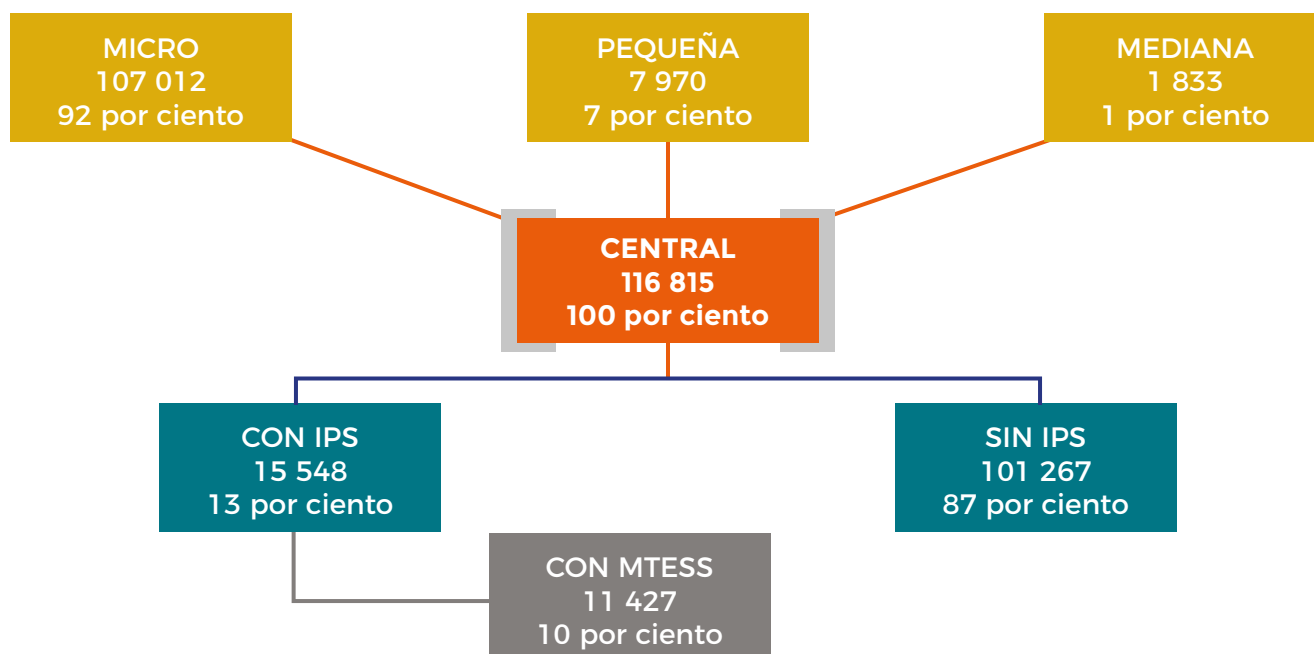 MICRO
107 012
92 por ciento
PEQUEÑA
7 970
7 por ciento
MEDIANA
1 833
1 por ciento
CENTRAL
116 815
100 por ciento
CON IPS
15 548
13 por ciento
SIN IPS
101 267
87 por ciento
CON MTESS
11 427
10 por ciento